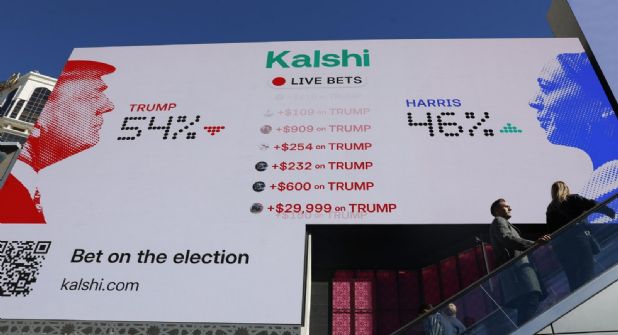 Kalshi
LIVE BETS
TRUMP
54%
HARRIS
46%
+$109 on TRUMP
+$909 on TRUMP
+$254 on TRUMP
+$232 on TRUMP
+$600 on TRUMP
+$29,999 on TRUMP
Bet on the election
kalshi.com